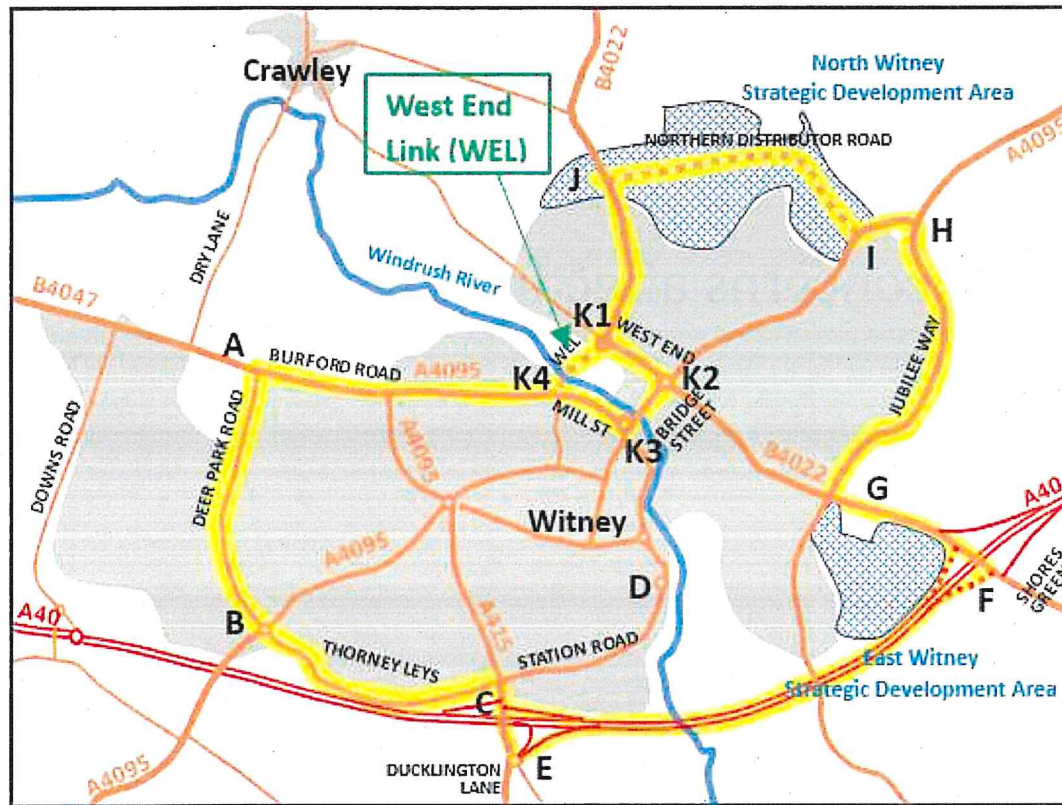 Crawley
B4022
North Witney
Strategic Development Area
West End
Link (WEL)
NORTHERN DISTRIBUTOR ROAD
A4095
J
H
I
DRY LANE
Windrush River
B4047
A
BURFORD ROAD
A4095
K1
WEST END
WEL
K4
K2
MILL ST
BRIDGE
STREET
K3
JUBILEE WAY
DOWNS ROAD
DEER PARK ROAD
A4095
B4022
G
A40
Witney
A4095
D
F
SHORES
GREEN
A40
B
A415
STATION ROAD
THORNEY LEYS
C
East Witney
Strategic Development Area
E
DUCKLINGTON
LANE
A4095